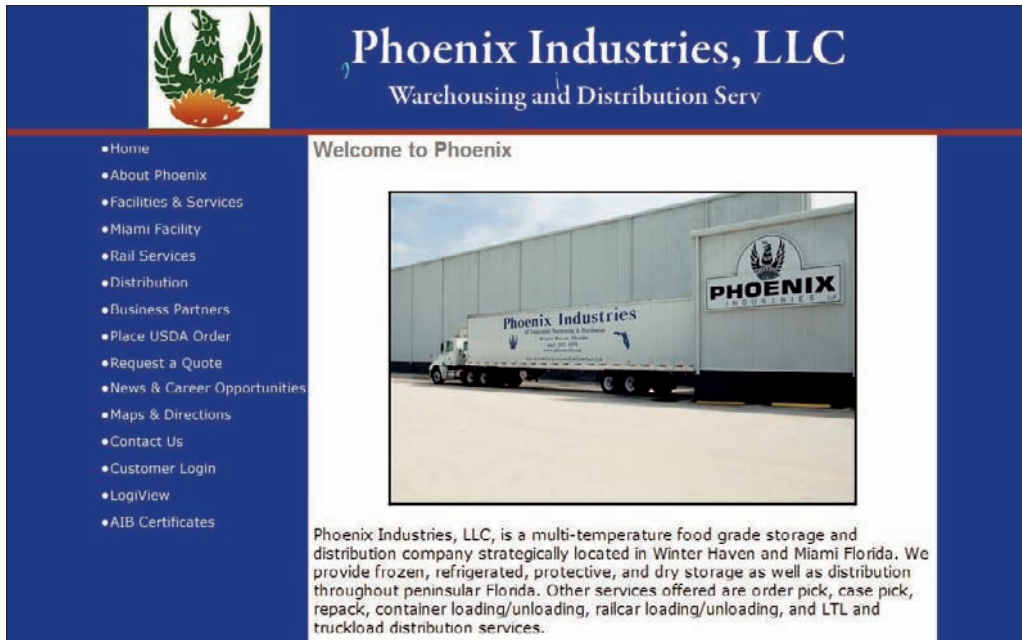 Phoenix Industries, LLC
Warehousing and Distribution Serv
Home
About Phoenix
Facilities & Services
Miami Facility
Rail Services
Distribution
Business Partners
Place USDA Order
Request a Quote
News & Career Opportunities
Maps & Directions
Contact Us
Customer Login
LogiView
AIB Certificates
Welcome to Phoenix
PHOENIX
INDUSTRIES
Phoenix Industries
Winter Haven, Florida
Phoenix Industries, LLC, is a multi-temperature food grade storage and
distribution company strategically located in Winter Haven and Miami Florida. We
provide frozen, refrigerated, protective, and dry storage as well as distribution
throughout peninsular Florida. Other services offered are order pick, case pick,
repack, container loading/unloading, railcar loading/unloading, and LTL and
truckload distribution services.